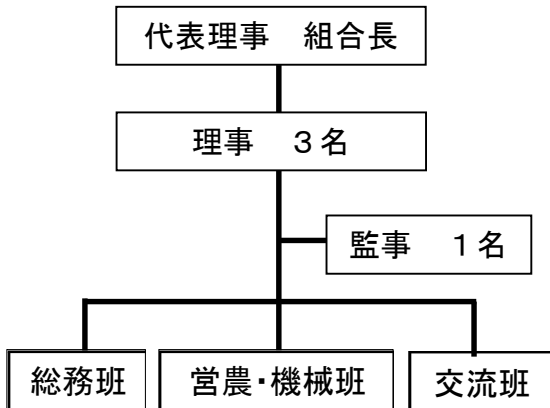 代表理事　組合長
理事　３名
監事　１名
総務班
営農・機械班
交流班